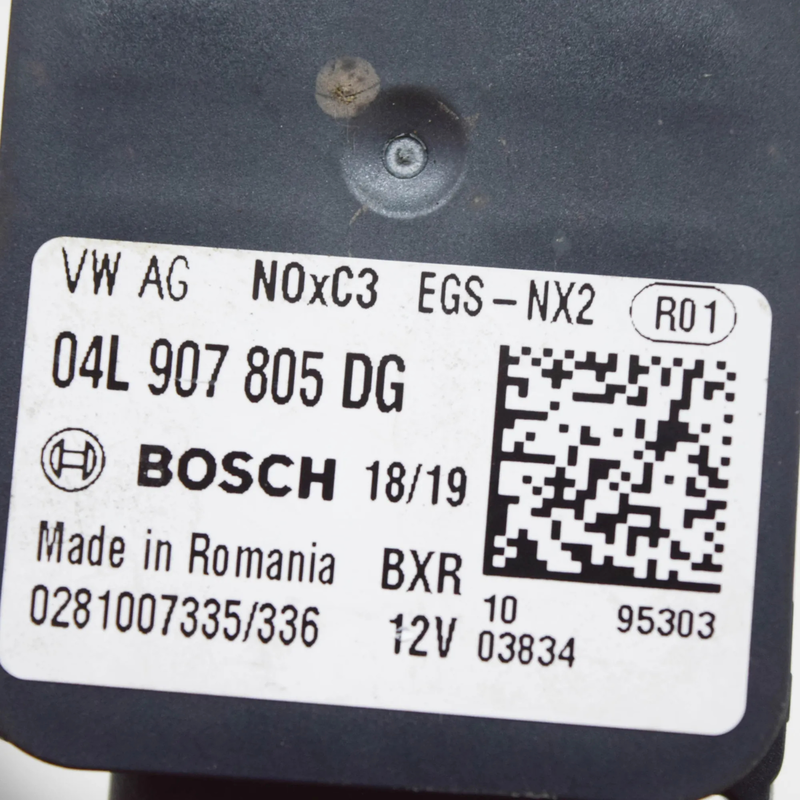 VW AG NOxC3 EGS-NX2 R01
04L 907 805 DG
BOSCH 18/19
Made in Romania BXR
0281007335/336 12V
10 95303
03834